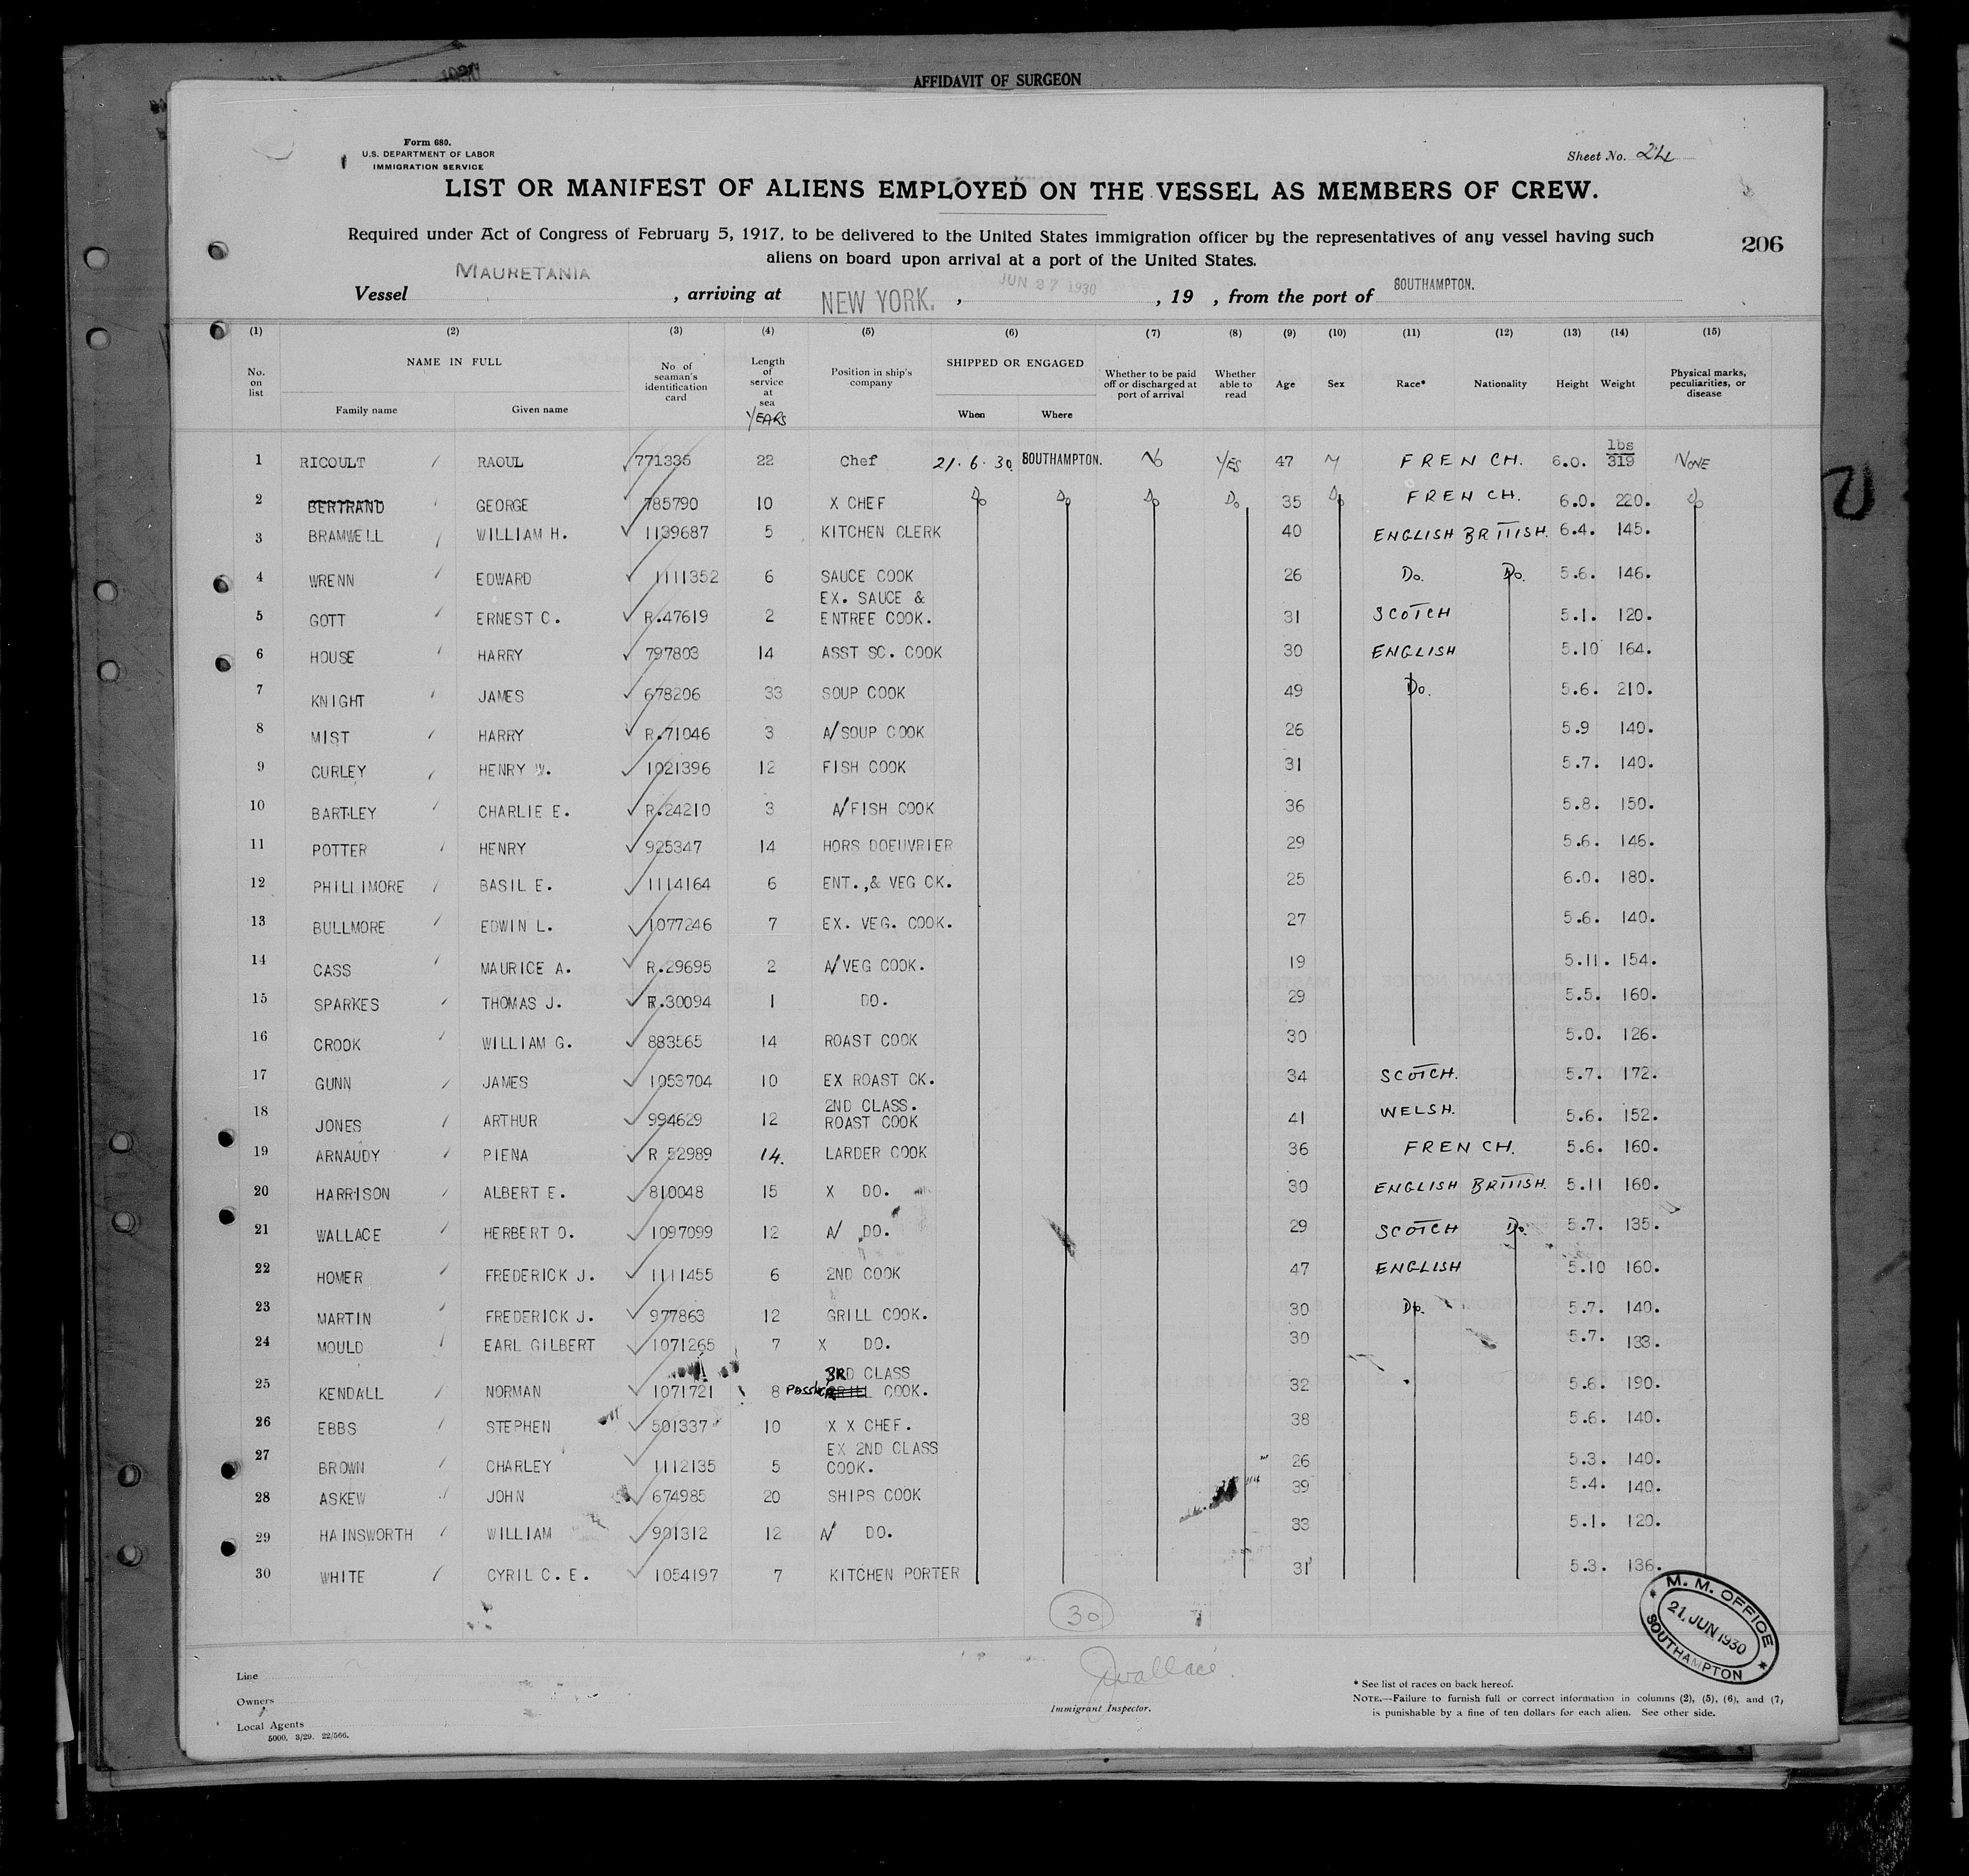 AFFIDAVIT OF SURGEON
Form 680.
U.S. DEPARTMENT OF LABOR
IMMIGRATION SERVICE
Sheet No. 24
LIST OR MANIFEST OF ALIENS EMPLOYED ON THE VESSEL AS MEMBERS OF CREW.
Required under Act of Congress of February 5, 1917, to be delivered to the United States immigration officer by the representatives of any vessel having such
aliens on board upon arrival at a port of the United States.
206
Vessel MAURETANIA , arriving at NEW YORK. , JUN 27 1930 , 19 , from the port of SOUTHAMPTON.
(1) (2) (3) (4) (5) (6) (7) (8) (9) (10) (11) (12) (13) (14) (15)
No. on list NAME IN FULL Family name Given name No of seaman's identification card Length of service at sea YEARS Position in ship's company SHIPPED OR ENGAGED When Where Whether to be paid off or discharged at port of arrival Whether able to read Age Sex Race* Nationality Height Weight Physical marks, peculiarities, or disease
1 RICOULT RAOUL 771335 22 Chef 21.6.30. SOUTHAMPTON. No YES 47 M FRENCH. 6.0. lbs 319 NONE
2 BERTRAND GEORGE 785790 10 X CHEF Do Do Do Do 35 Do FRENCH. 6.0. 220. Do
3 BRAMWELL WILLIAM H. 1139687 5 KITCHEN CLERK 40 ENGLISH BRITISH. 6.4. 145.
4 WRENN EDWARD 1111352 6 SAUCE COOK 26 Do. Do. 5.6. 146.
5 GOTT ERNEST C. R.47619 2 EX. SAUCE & ENTREE COOK. 31 SCOTCH 5.1. 120.
6 HOUSE HARRY 797803 14 ASST SC. COOK 30 ENGLISH 5.10 164.
7 KNIGHT JAMES 678206 33 SOUP COOK 49 Do. 5.6. 210.
8 MIST HARRY R.71046 3 A/SOUP COOK 26 5.9 140.
9 CURLEY HENRY W. 1021396 12 FISH COOK 31 5.7. 140.
10 BARTLEY CHARLIE E. R.24210 3 A/FISH COOK 36 5.8. 150.
11 POTTER HENRY 925347 14 HORS DOEUVRIER 29 5.6. 146.
12 PHILLIMORE BASIL E. 1114164 6 ENT.,& VEG CK. 25 6.0. 180.
13 BULLMORE EDWIN L. 1077246 7 EX. VEG. COOK. 27 5.6. 140.
14 CASS MAURICE A. R.29695 2 A/VEG COOK. 19 5.11. 154.
15 SPARKES THOMAS J. R.30094 1 DO. 29 5.5. 160.
16 CROOK WILLIAM G. 883565 14 ROAST COOK 30 5.0. 126.
17 GUNN JAMES 1053704 10 EX ROAST CK. 34 SCOTCH. 5.7. 172.
18 JONES ARTHUR 994629 12 2ND CLASS. ROAST COOK 41 WELSH. 5.6. 152.
19 ARNAUDY PIENA R 52989 14. LARDER COOK 36 FRENCH. 5.6. 160.
20 HARRISON ALBERT E. 810048 15 X DO. 30 ENGLISH BRITISH. 5.11 160.
21 WALLACE HERBERT O. 1097099 12 A/ DO. 29 SCOTCH Do. 5.7. 135.
22 HOMER FREDERICK J. 1111455 6 2ND COOK 47 ENGLISH 5.10 160.
23 MARTIN FREDERICK J. 977863 12 GRILL COOK. 30 Do. 5.7. 140.
24 MOULD EARL GILBERT 1071265 7 X DO. 30 5.7. 133.
25 KENDALL NORMAN 1071721 8 3RD CLASS COOK. 32 5.6. 190.
26 EBBS STEPHEN 501337 10 X X CHEF. 38 5.6. 140.
27 BROWN CHARLEY 1112135 5 EX 2ND CLASS COOK. 26 5.3. 140.
28 ASKEW JOHN 674985 20 SHIPS COOK 39 5.4. 140.
29 HAINSWORTH WILLIAM 901312 12 A/ DO. 33 5.1. 120.
30 WHITE CYRIL C. E. 1054197 7 KITCHEN PORTER 31 5.3. 136.
30
M. M. OFFICE
21 JUN 1930
SOUTHAMPTON
Line
Owners
Local Agents
5000. 3/29. 22/566.
JWallace.
Immigrant Inspector.
* See list of races on back hereof.
NOTE.—Failure to furnish full or correct information in columns (2), (5), (6), and (7,
is punishable by a fine of ten dollars for each alien. See other side.